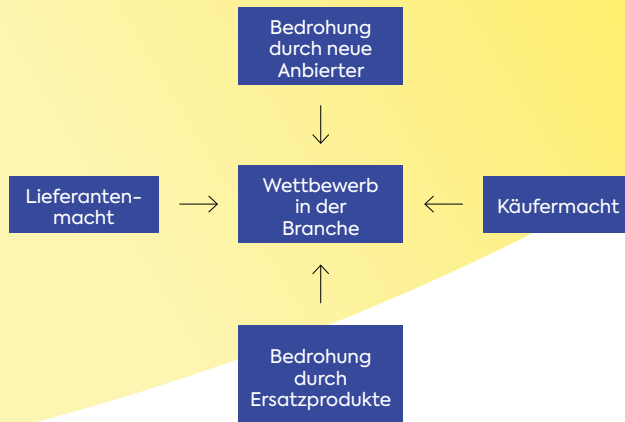 Bedrohung
durch neue
Anbierter
Lieferanten-
macht
Wettbewerb
in der
Branche
Käufermacht
Bedrohung
durch
Ersatzprodukte